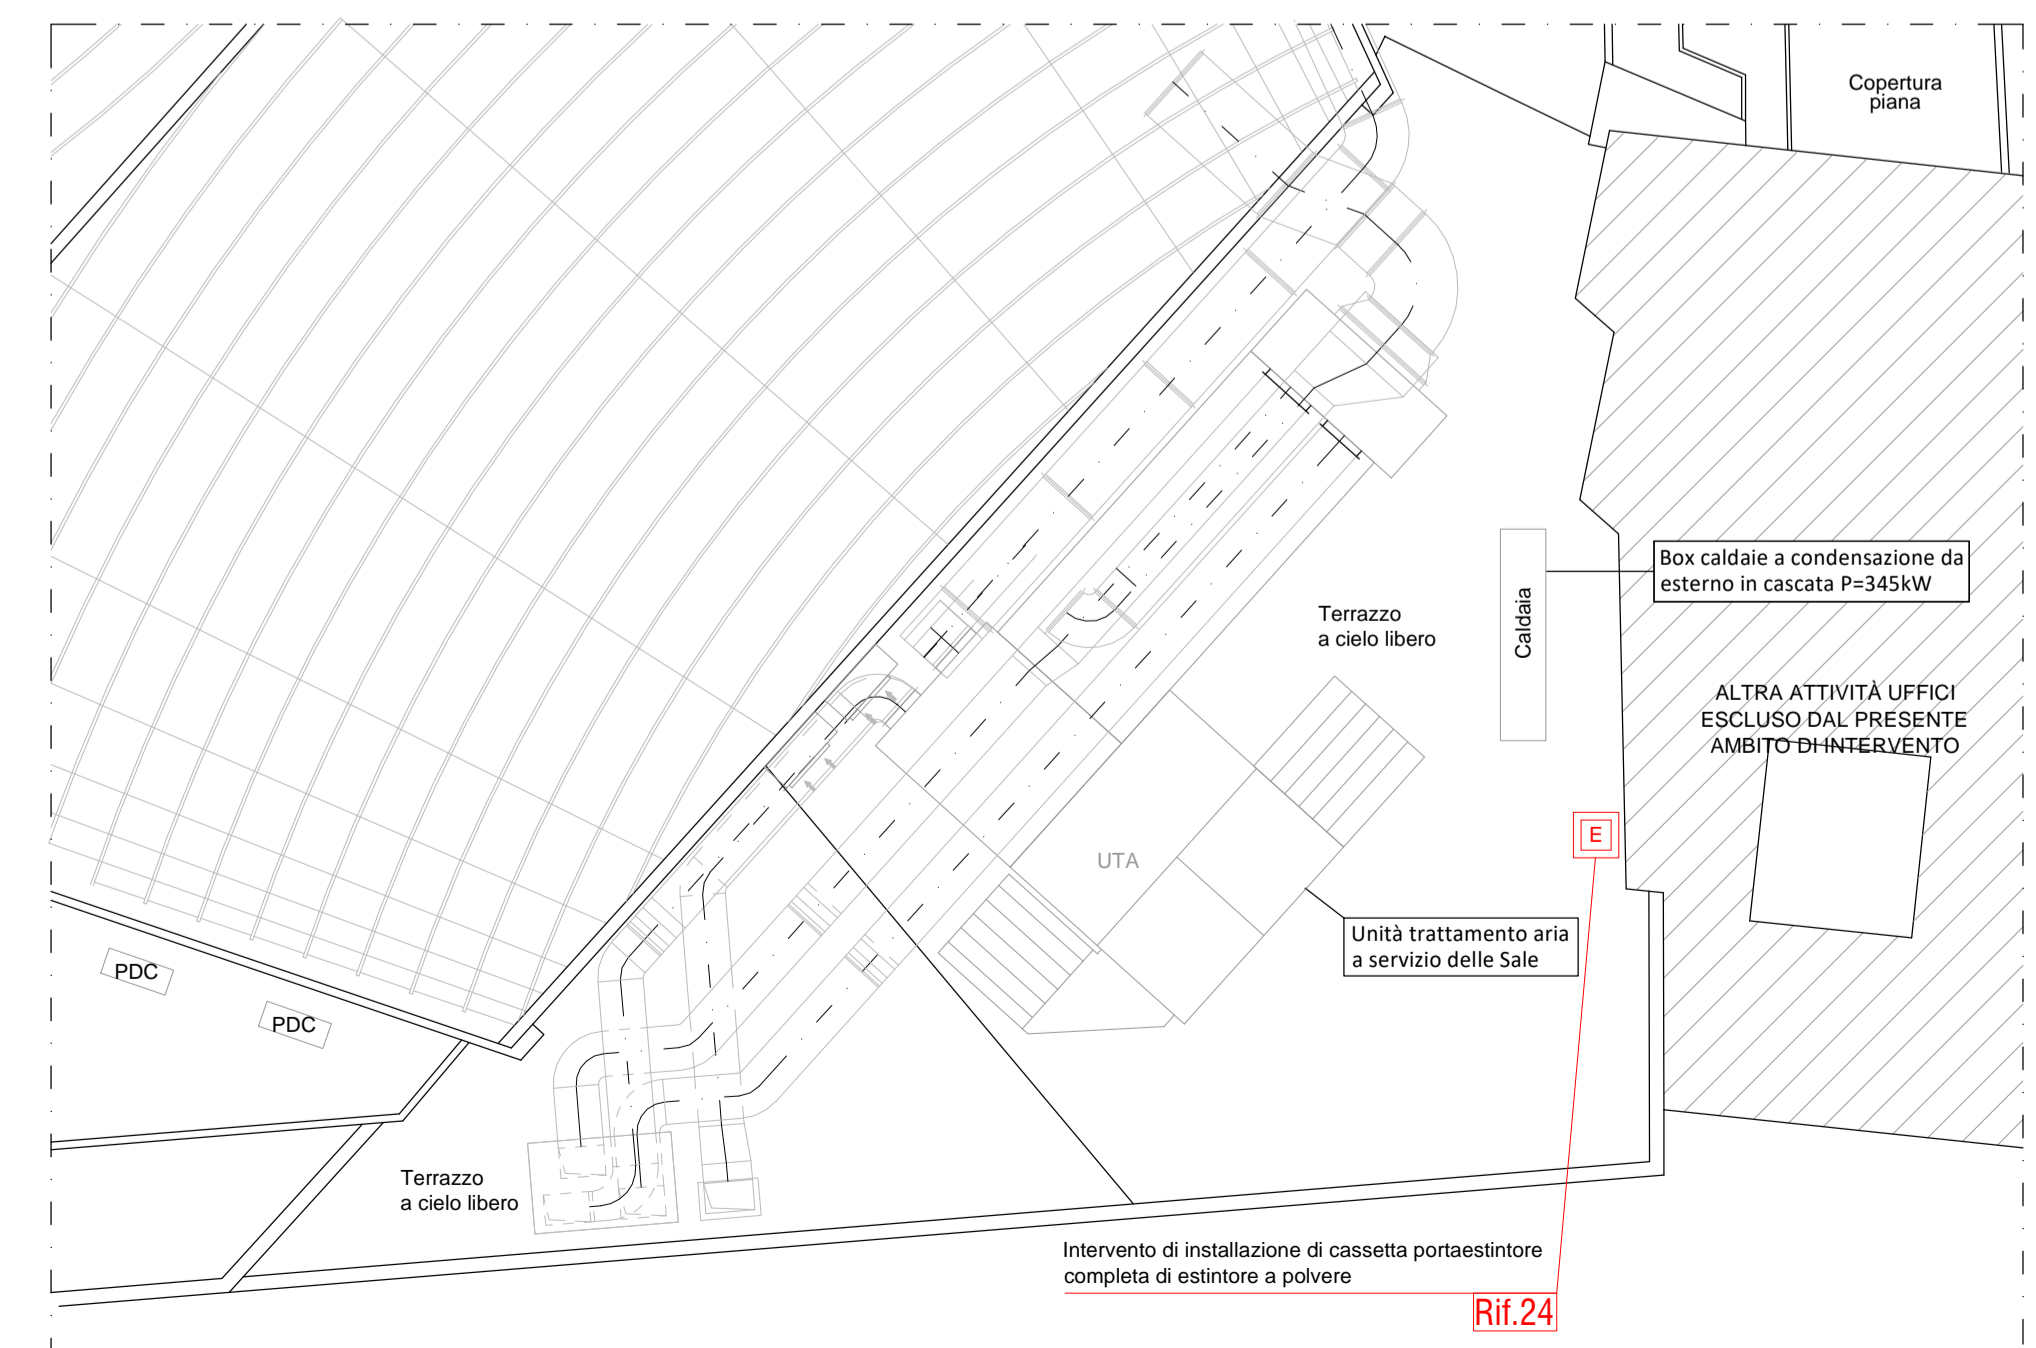 Copertura
piana
Box caldaie a condensazione da
esterno in cascata P=345kW
Terrazzo
a cielo libero
Caldaia
ALTRA ATTIVITÀ UFFICI
ESCLUSO DAL PRESENTE
AMBITO DI INTERVENTO
E
UTA
Unità trattamento aria
a servizio delle Sale
PDC
PDC
Terrazzo
a cielo libero
Intervento di installazione di cassetta portaestintore
completa di estintore a polvere
Rif.24